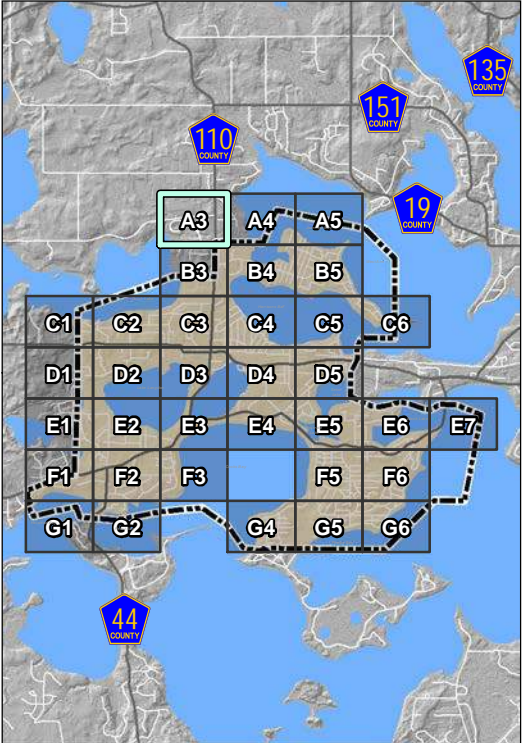 135
COUNTY
151
COUNTY
110
COUNTY
19
COUNTY
A3 A4 A5
B3 B4 B5
C1 C2 C3 C4 C5 C6
D1 D2 D3 D4 D5
E1 E2 E3 E4 E5 E6 E7
F1 F2 F3 F5 F6
G1 G2 G4 G5 G6
44
COUNTY